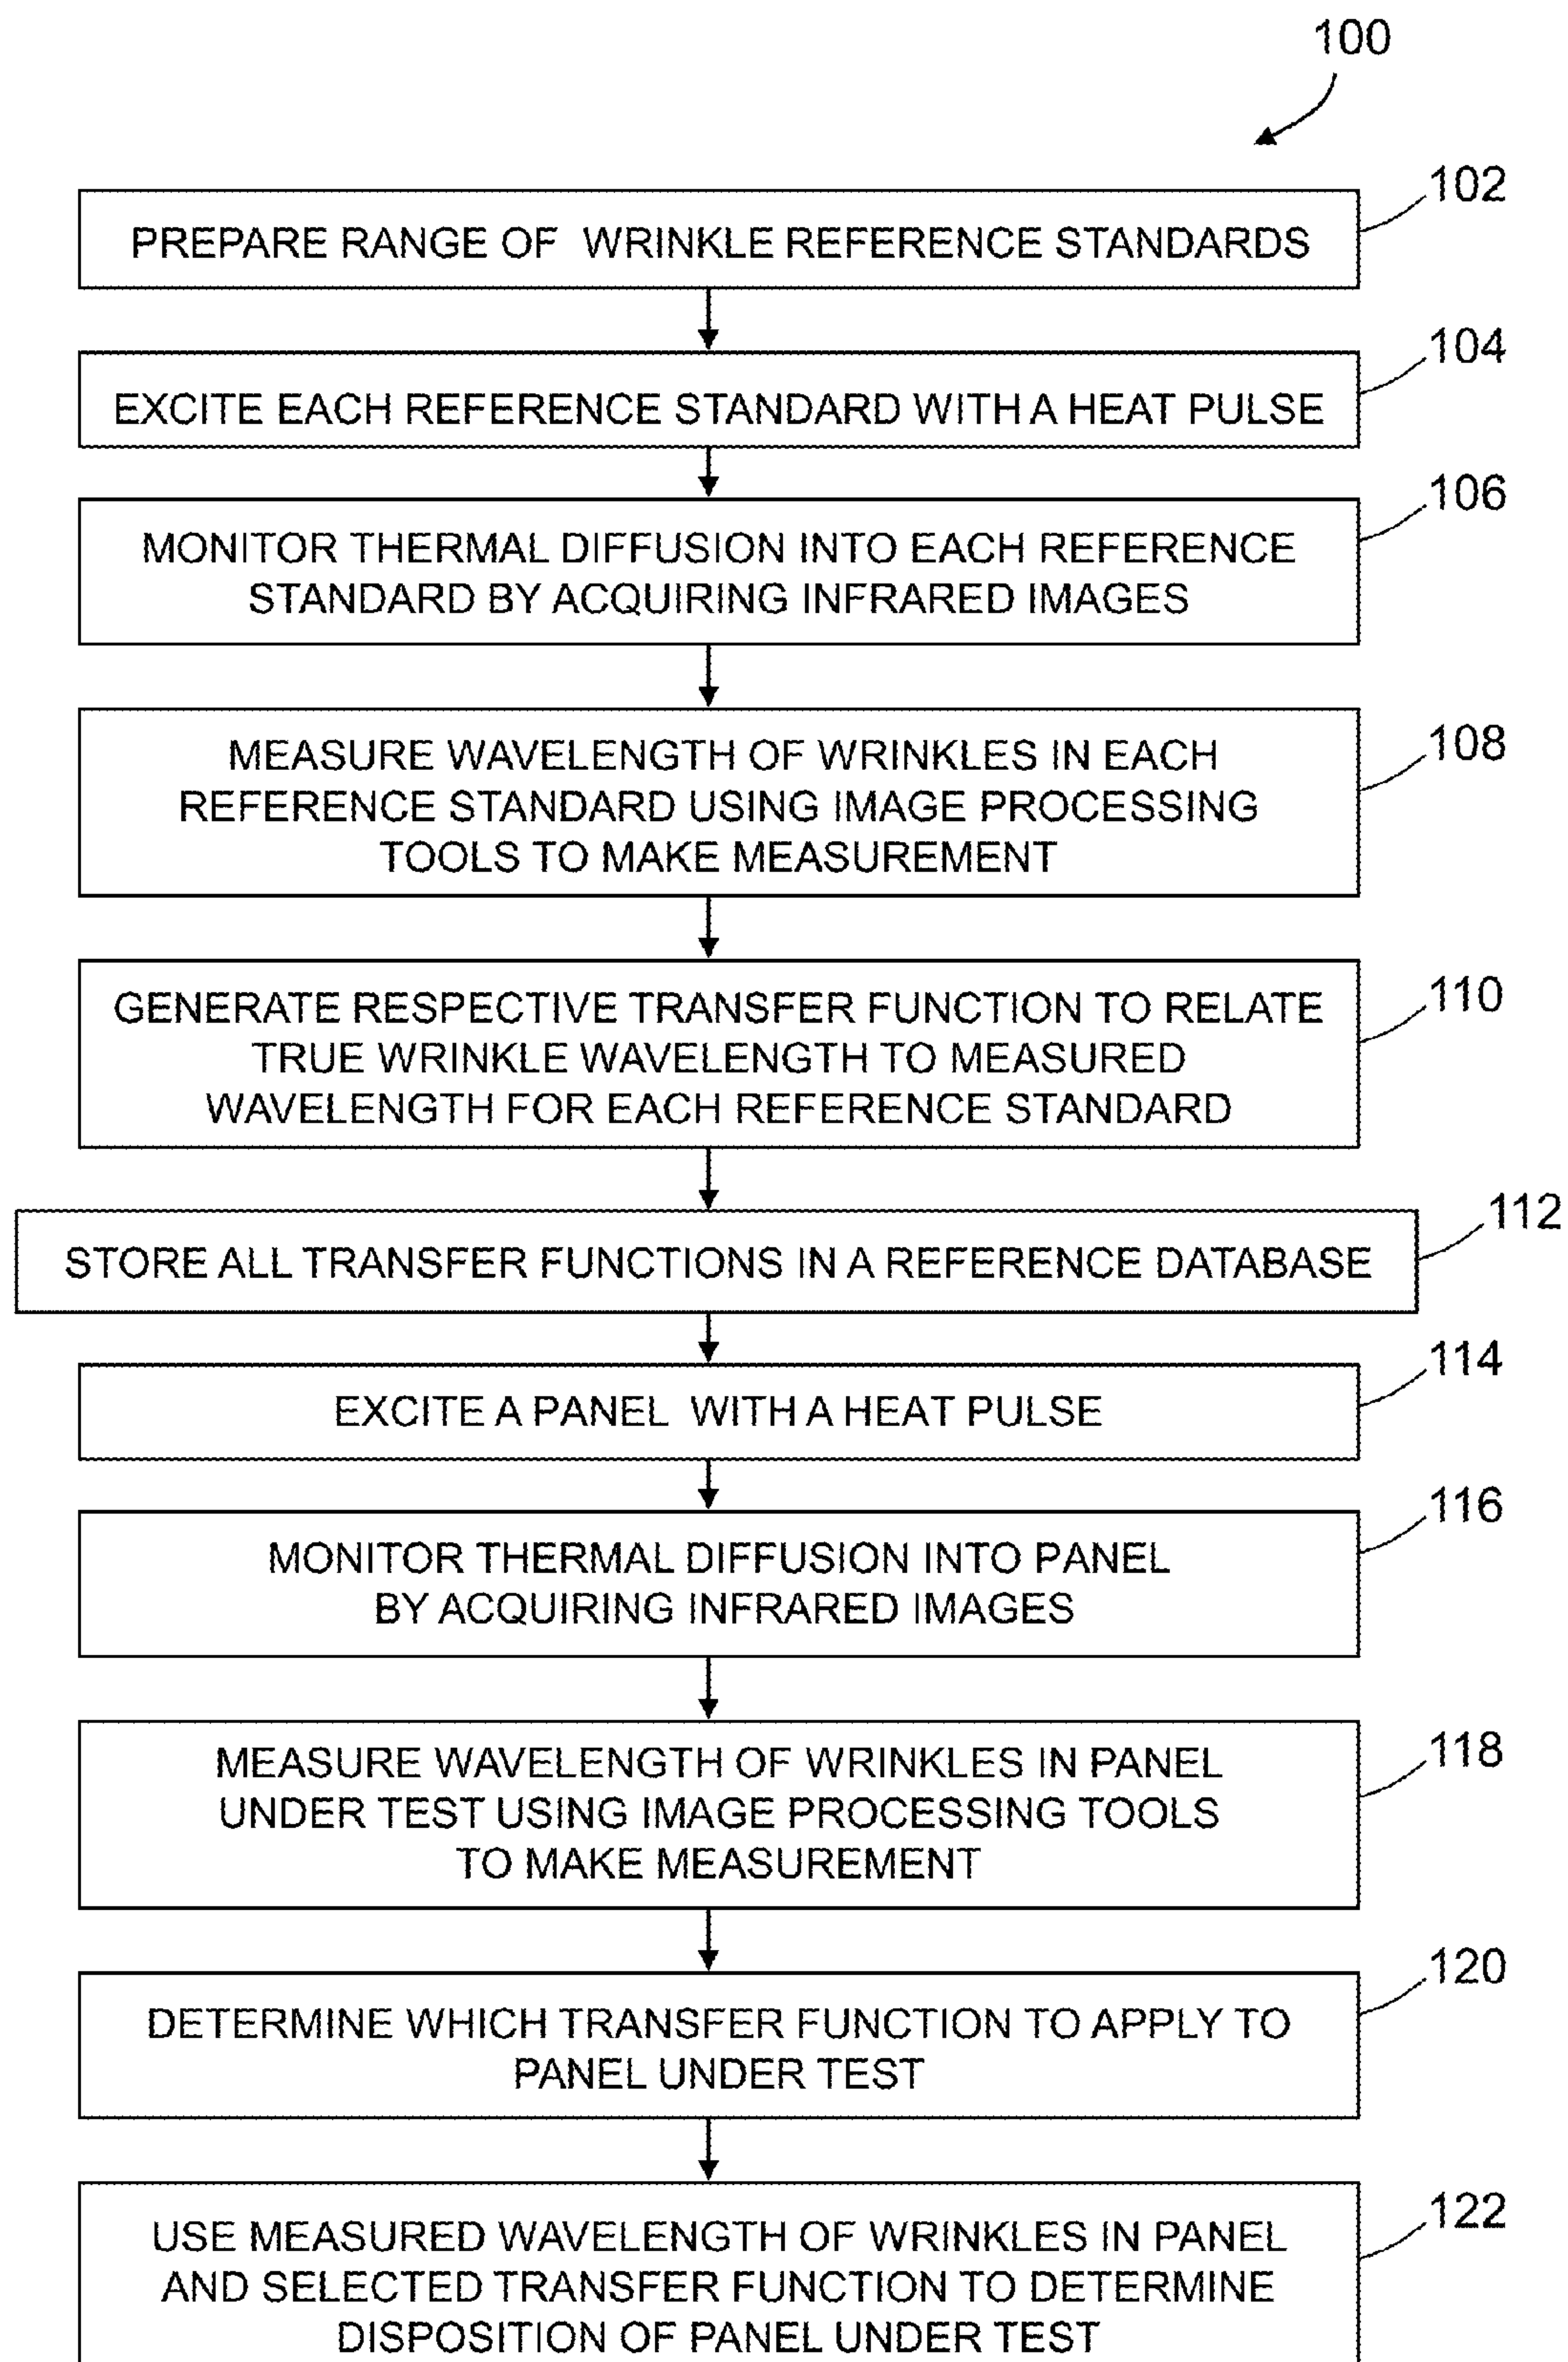 100
102
PREPARE RANGE OF WRINKLE REFERENCE STANDARDS
104
EXCITE EACH REFERENCE STANDARD WITH A HEAT PULSE
106
MONITOR THERMAL DIFFUSION INTO EACH REFERENCE
STANDARD BY ACQUIRING INFRARED IMAGES
108
MEASURE WAVELENGTH OF WRINKLES IN EACH
REFERENCE STANDARD USING IMAGE PROCESSING
TOOLS TO MAKE MEASUREMENT
110
GENERATE RESPECTIVE TRANSFER FUNCTION TO RELATE
TRUE WRINKLE WAVELENGTH TO MEASURED
WAVELENGTH FOR EACH REFERENCE STANDARD
112
STORE ALL TRANSFER FUNCTIONS IN A REFERENCE DATABASE
114
EXCITE A PANEL WITH A HEAT PULSE
116
MONITOR THERMAL DIFFUSION INTO PANEL
BY ACQUIRING INFRARED IMAGES
118
MEASURE WAVELENGTH OF WRINKLES IN PANEL
UNDER TEST USING IMAGE PROCESSING TOOLS
TO MAKE MEASUREMENT
120
DETERMINE WHICH TRANSFER FUNCTION TO APPLY TO
PANEL UNDER TEST
122
USE MEASURED WAVELENGTH OF WRINKLES IN PANEL
AND SELECTED TRANSFER FUNCTION TO DETERMINE
DISPOSITION OF PANEL UNDER TEST